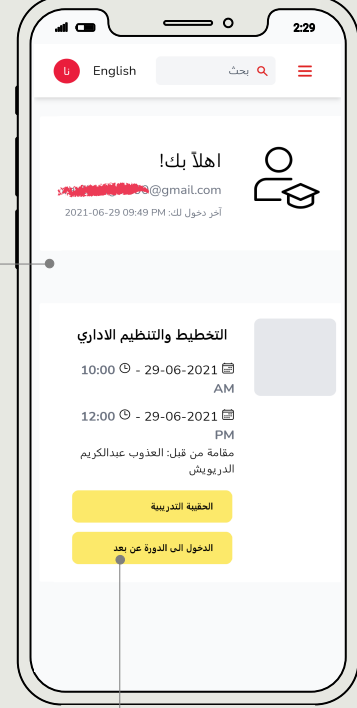 2:29
بحث
English
نا
اهلاً بك!
@gmail.com
آخر دخول لك: 2021-06-29 09:49 PM
التخطيط والتنظيم الاداري
29-06-2021 - 10:00
AM
29-06-2021 - 12:00
PM
مقامة من قبل: العذوب عبدالكريم
الدريويش
الحقيبة التدريبية
الدخول الى الدورة عن بعد